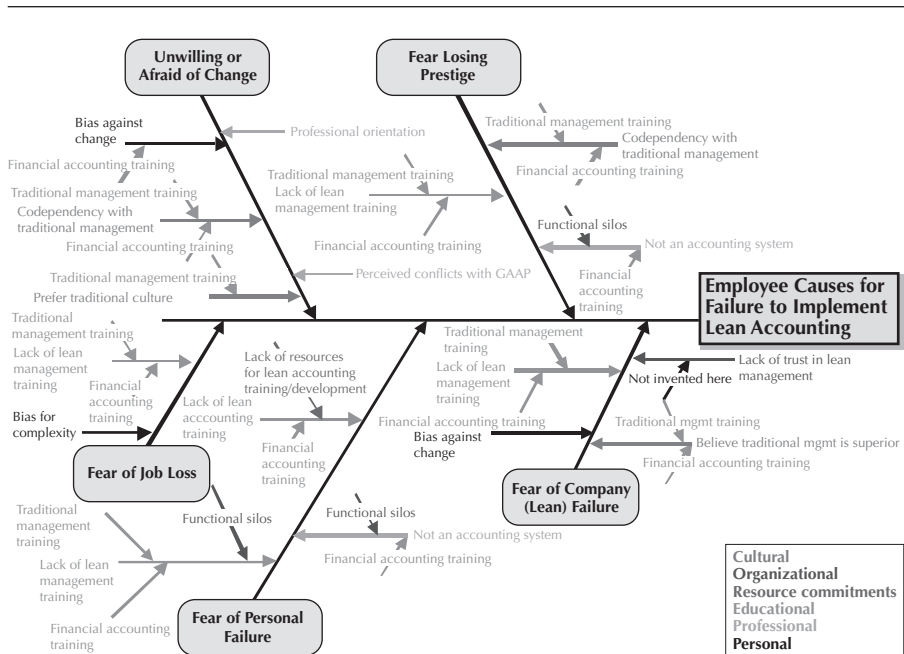 Unwilling or
Afraid of Change
Fear Losing
Prestige
Bias against
change
Professional orientation
Financial accounting training
Traditional management training
Codependency with
traditional management
Financial accounting training
Traditional management training
Prefer traditional culture
Perceived conflicts with GAAP
Traditional management training
Lack of lean
management training
Financial accounting training
Traditional management training
Codependency with
traditional management
Financial accounting training
Functional silos
Not an accounting system
Financial
accounting
training
Employee Causes for
Failure to Implement
Lean Accounting
Traditional
management training
Lack of lean
management
training
Financial
accounting
training
Bias for
complexity
Fear of Job Loss
Lack of resources
for lean accounting
training/development
Lack of lean
acccounting
training
Financial
accounting
training
Traditional management
training
Lack of lean
management
training
Financial accounting training
Bias against
change
Lack of trust in lean
management
Not invented here
Traditional mgmt training
Believe traditional mgmt is superior
Financial accounting training
Fear of Company
(Lean) Failure
Traditional
management
training
Functional silos
Lack of lean
management
training
Financial accounting
training
Functional silos
Not an accounting system
Financial accounting training
Fear of Personal
Failure
Cultural
Organizational
Resource commitments
Educational
Professional
Personal